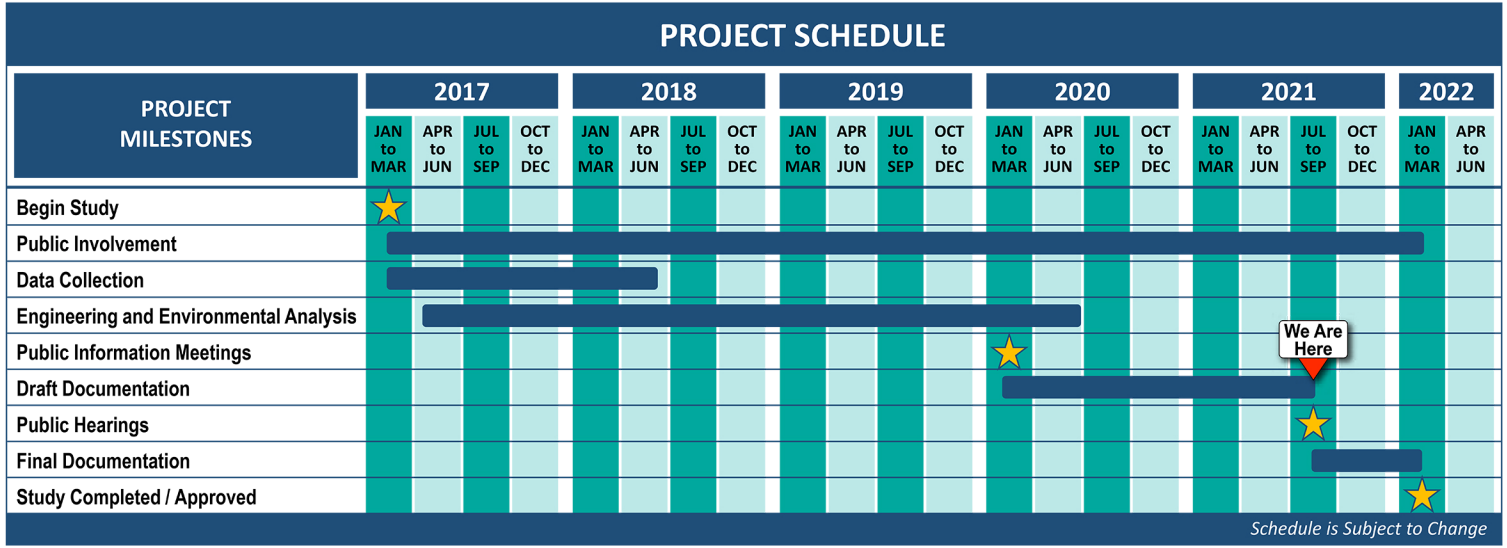 PROJECT SCHEDULE
PROJECT
MILESTONES
2017 2018 2019 2020 2021 2022
JAN APR JUL OCT JAN APR JUL OCT JAN APR JUL OCT JAN APR JUL OCT JAN APR JUL OCT JAN APR
to to to to to to to to to to to to to to to to to to to to to to
MAR JUN SEP DEC MAR JUN SEP DEC MAR JUN SEP DEC MAR JUN SEP DEC MAR JUN SEP DEC MAR JUN
Begin Study
Public Involvement
Data Collection
Engineering and Environmental Analysis
We Are
Here
Public Information Meetings
Draft Documentation
Public Hearings
Final Documentation
Study Completed / Approved
Schedule is Subject to Change